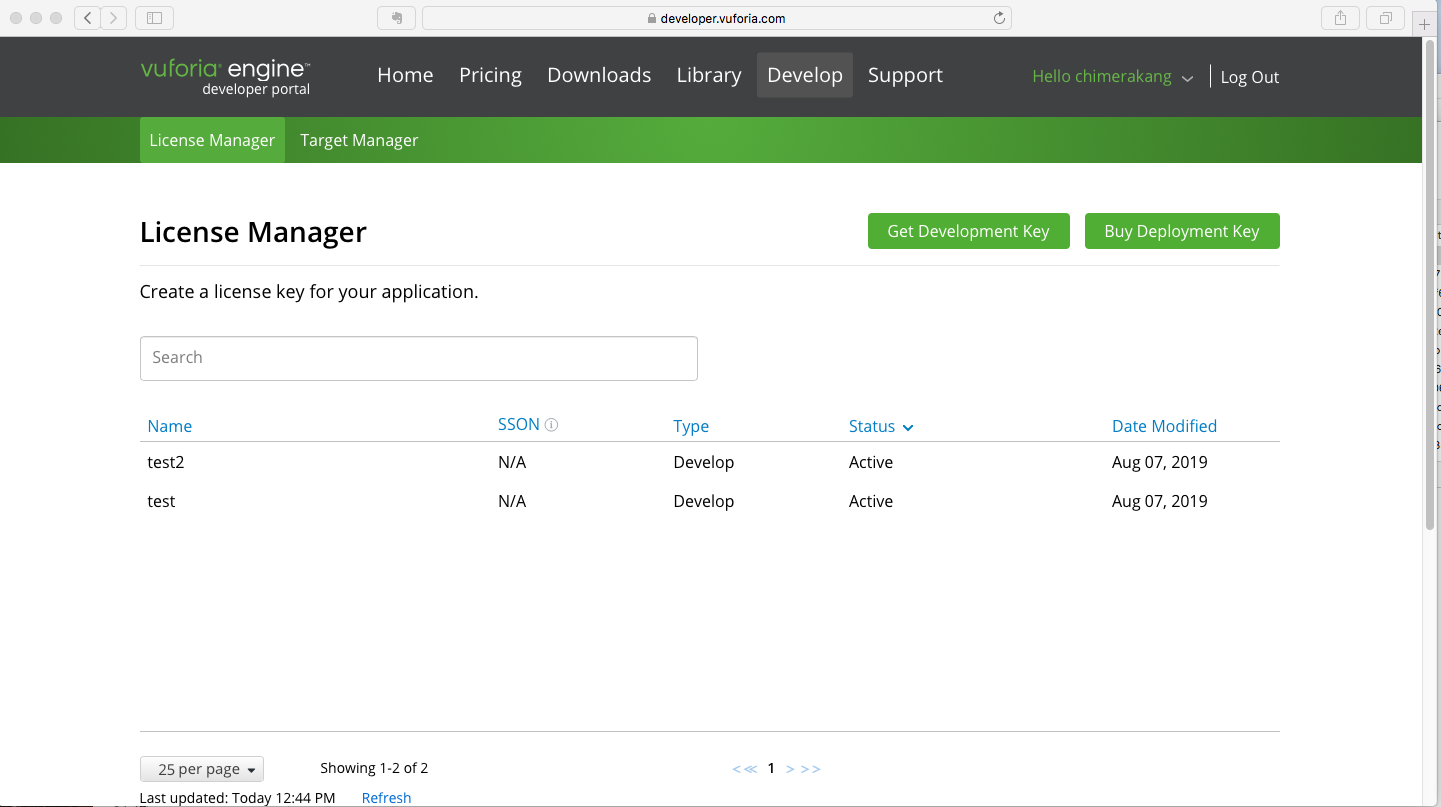 developer.vuforia.com
vuforia® engine™
developer portal
Home Pricing Downloads Library Develop Support
Hello chimerakang Log Out
License Manager Target Manager
License Manager
Get Development Key Buy Deployment Key
Create a license key for your application.
Search
Name SSON Type Status Date Modified
test2 N/A Develop Active Aug 07, 2019
test N/A Develop Active Aug 07, 2019
25 per page Showing 1-2 of 2 << 1 > >>
Last updated: Today 12:44 PM Refresh